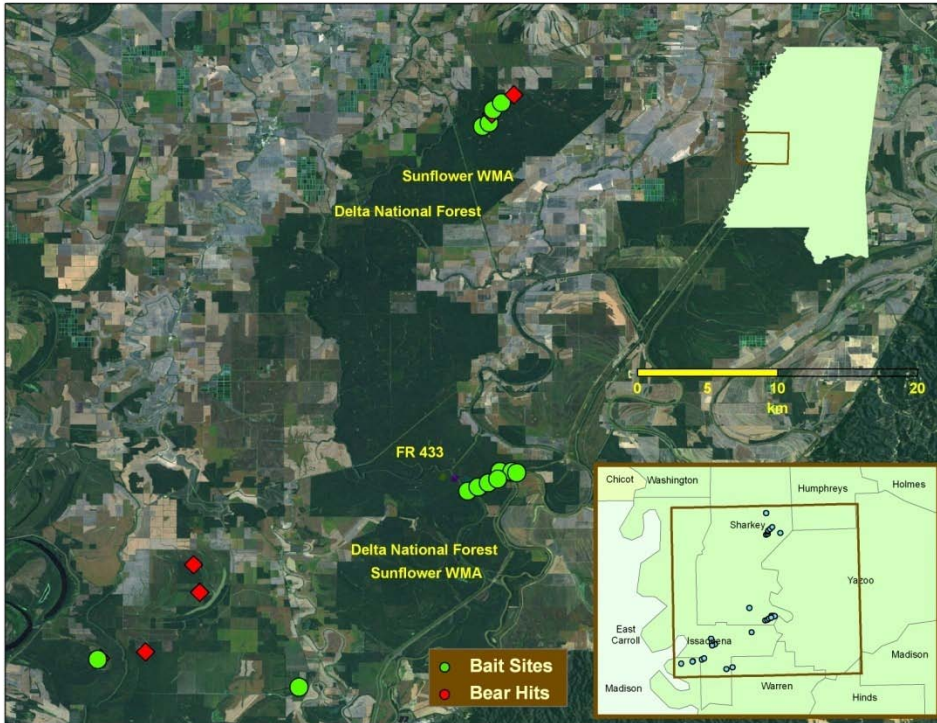 Sunflower WMA
Delta National Forest
0 5 10 20
km
FR 433
Delta National Forest
Sunflower WMA
Bait Sites
Bear Hits
Chicot Washington Humphreys Holmes
Sharkey
Yazoo
East
Carroll
Issaquena
Madison
Madison
Warren
Hinds